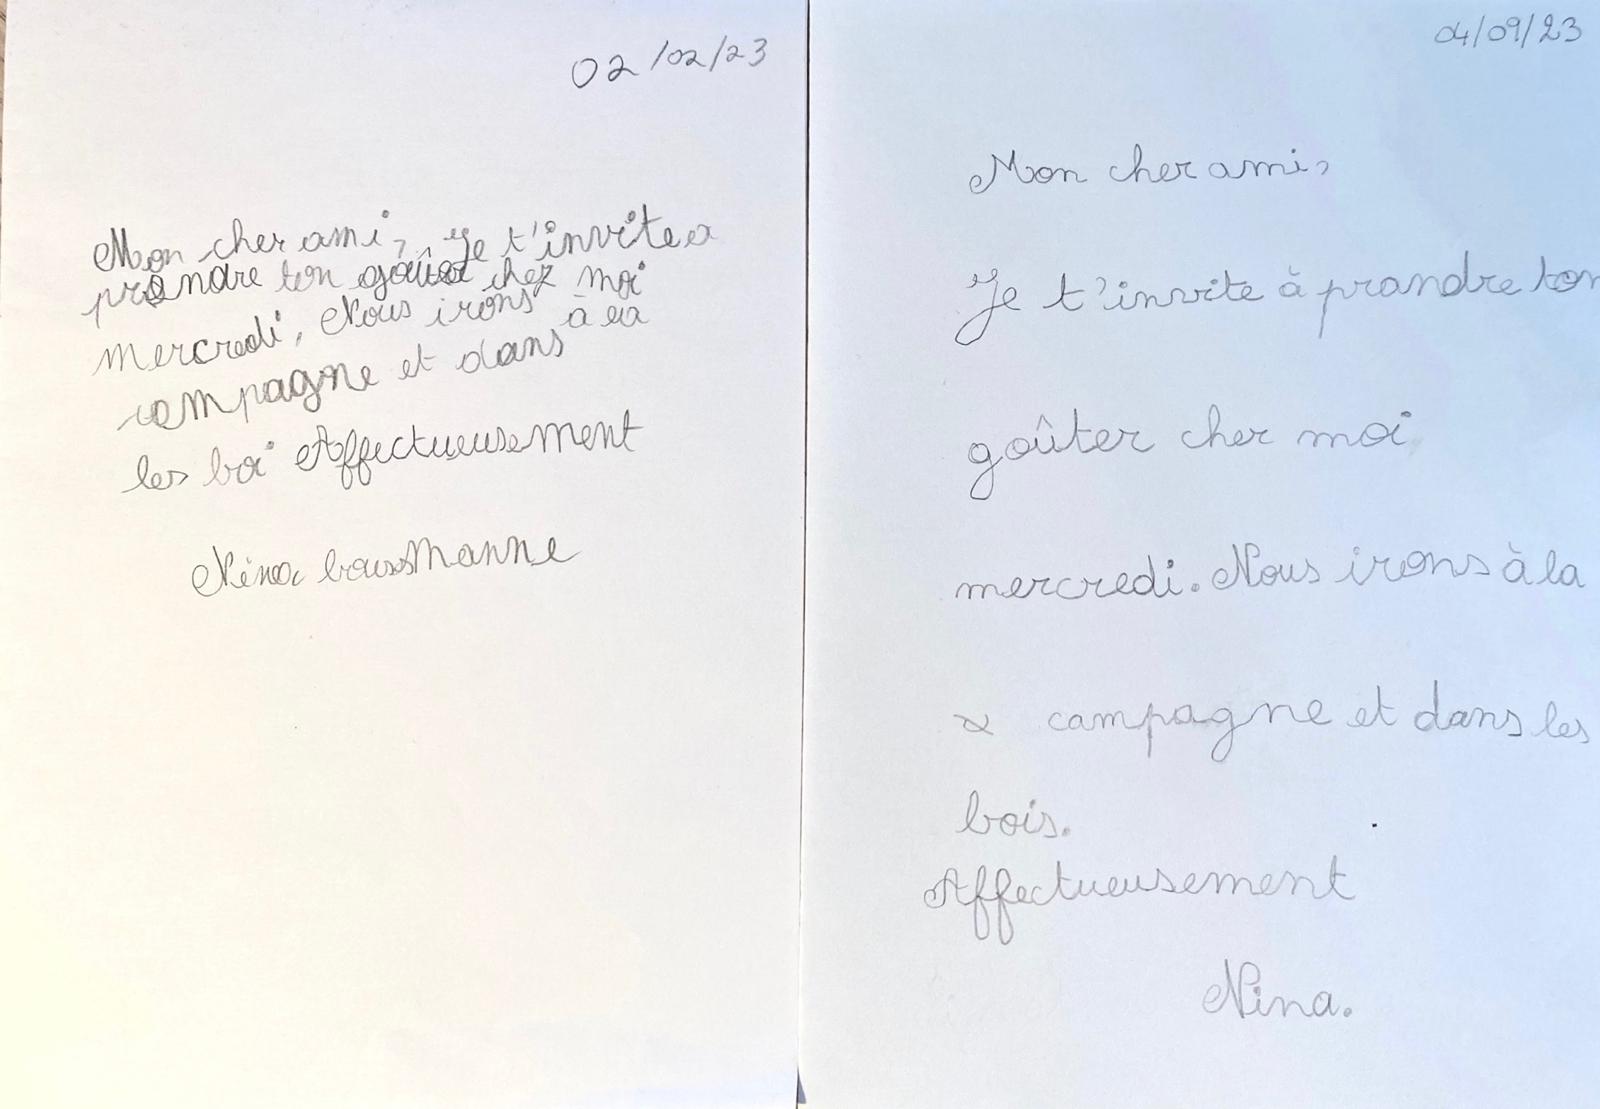 02/02/23
Mon cher ami, Je t'invite a
prendre ton goûter chez moi
mercredi, Nous irons à la
campagne et dans
les boi Affectueusement
Nina
04/09/23
Mon cher ami,
Je t'invite à prandre ton
goûter cher moi
mercredi. Nous irons à la
campagne et dans les
bois.
Affectueusement
Nina.